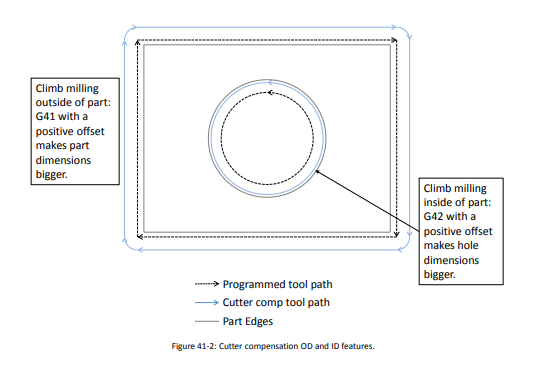 Climb milling
outside of part:
G41 with a
positive offset
makes part
dimensions
bigger.
Climb milling
inside of part:
G42 with a
positive offset
makes hole
dimensions
bigger.
Programmed tool path
Cutter comp tool path
Part Edges
Figure 41-2: Cutter compensation OD and ID features.